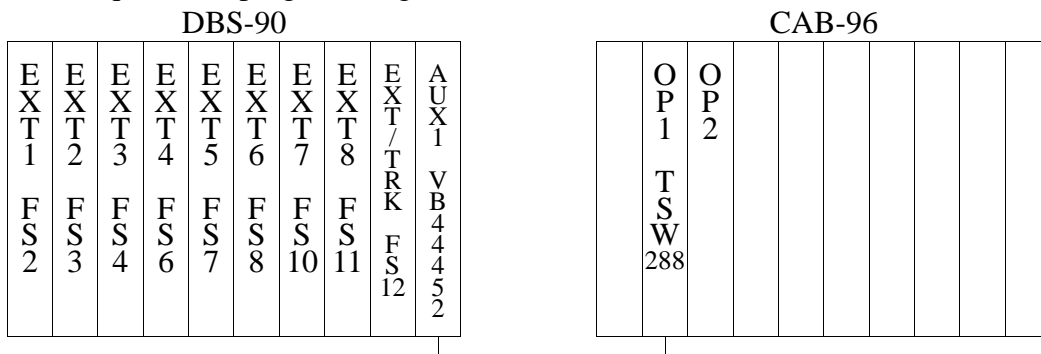 DBS-90
CAB-96
EXT1 FS2
EXT2 FS3
EXT3 FS4
EXT4 FS6
EXT5 FS7
EXT6 FS8
EXT7 FS10
EXT8 FS11
EXT/TRK FS12
AUX1 VB44452
OP1 TSW288
OP2